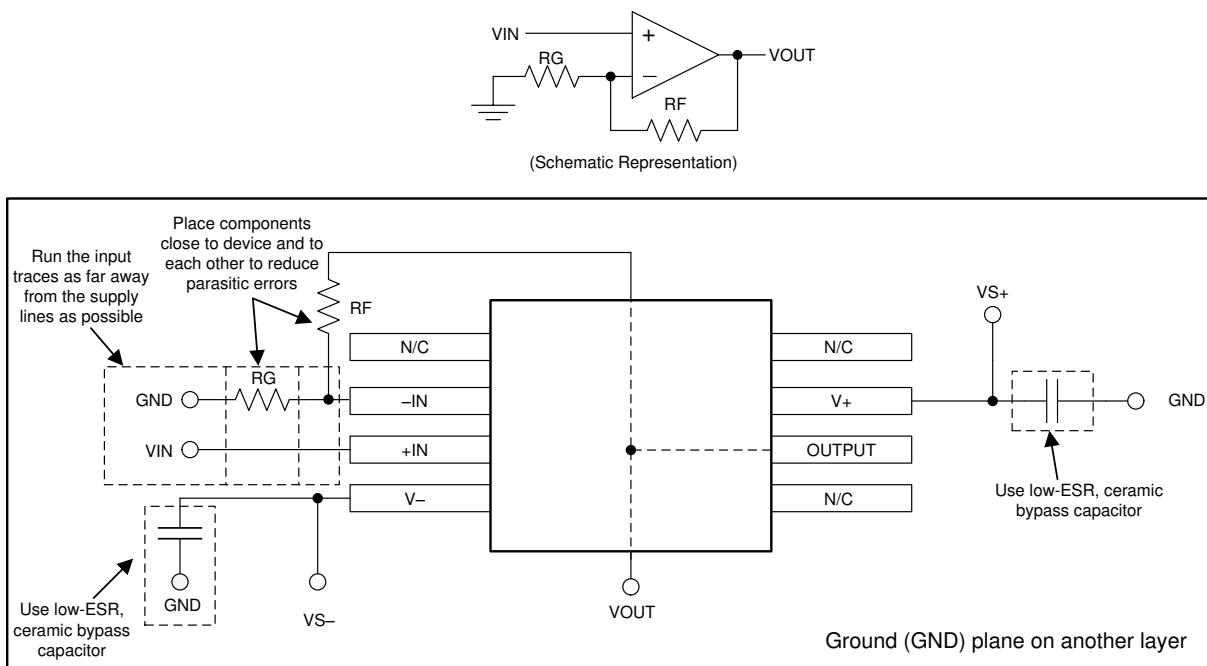 VIN
RG
+
−
VOUT
RF
(Schematic Representation)
Place components
close to device and to
each other to reduce
parasitic errors
Run the input
traces as far away
from the supply
lines as possible
RF
VS+
N/C
N/C
RG
GND
–IN
V+
GND
VIN
+IN
OUTPUT
V–
N/C
Use low-ESR, ceramic
bypass capacitor
GND
VS–
VOUT
Use low-ESR,
ceramic bypass
capacitor
Ground (GND) plane on another layer